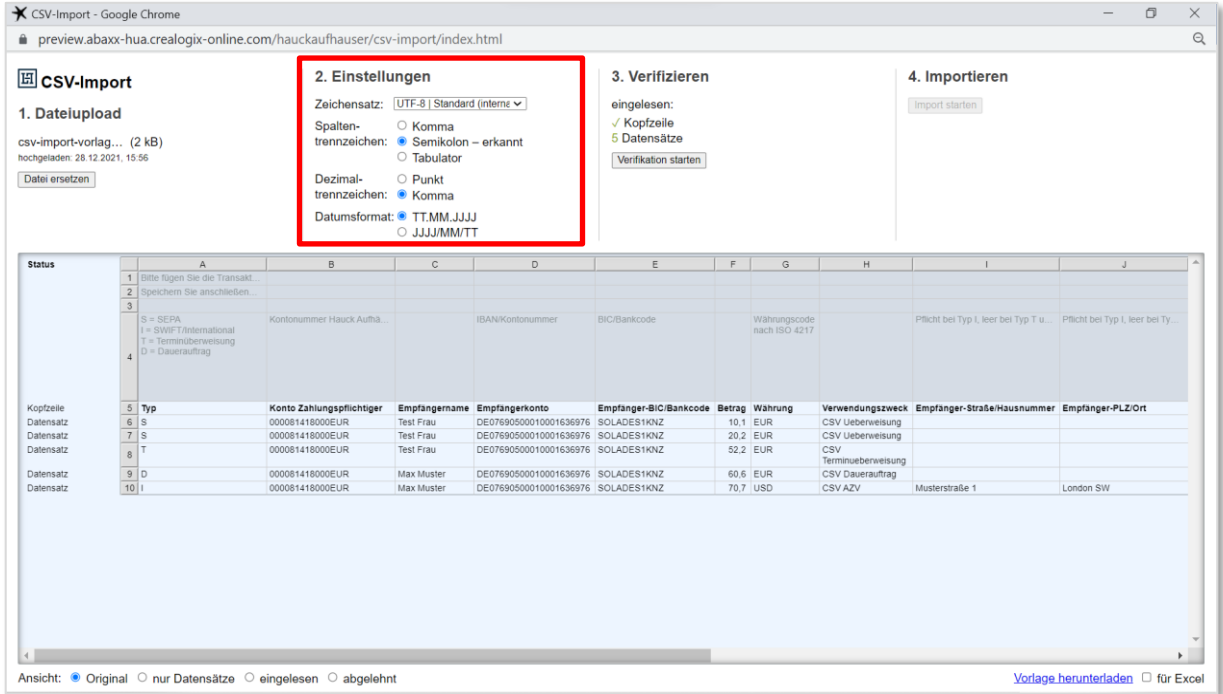 CSV-Import - Google Chrome
preview.abaxx-hua.crealogix-online.com/hauckaufhauser/csv-import/index.html
CSV-Import
1. Dateiupload
csv-import-vorlag... (2 kB)
hochgeladen: 28.12.2021, 15:56
Datei ersetzen
2. Einstellungen
Zeichensatz: UTF-8 | Standard (interna
Spalten-
trennzeichen:
Komma
Semikolon – erkannt
Tabulator
Dezimal-
trennzeichen:
Punkt
Komma
Datumsformat:
TT.MM.JJJJ
JJJJ/MM/TT
3. Verifizieren
eingelesen:
√ Kopfzeile
5 Datensätze
Verifikation starten
4. Importieren
Import starten
Status A B C D E F G H I J
1 Bitte fügen Sie die Transakt...
2 Speichern Sie anschließen...
3
4
S = SEPA
I = SWIFT/International
T = Terminüberweisung
D = Dauerauftrag
Kontonummer Hauck Aufhä...
IBAN/Kontonummer
BIC/Bankcode
Währungscode
nach ISO 4217
Pflicht bei Typ I, leer bei Typ T u...
Pflicht bei Typ I, leer bei Ty...
Kopfzeile 5 Typ Konto Zahlungspflichtiger Empfängername Empfängerkonto Empfänger-BIC/Bankcode Betrag Währung Verwendungszweck Empfänger-Straße/Hausnummer Empfänger-PLZ/Ort
Datensatz 6 S 000081418000EUR Test Frau DE07690500010001636976 SOLADES1KNZ 10,1 EUR CSV Ueberweisung
Datensatz 7 S 000081418000EUR Test Frau DE07690500010001636976 SOLADES1KNZ 20,2 EUR CSV Ueberweisung
Datensatz 8 T 000081418000EUR Test Frau DE07690500010001636976 SOLADES1KNZ 52,2 EUR CSV
Terminueberweisung
Datensatz 9 D 000081418000EUR Max Muster DE07690500010001636976 SOLADES1KNZ 60,6 EUR CSV Dauerauftrag
Datensatz 10 I 000081418000EUR Max Muster DE07690500010001636976 SOLADES1KNZ 70,7 USD CSV AZV Musterstraße 1 London SW
Ansicht: Original nur Datensätze eingelesen abgelehnt
Vorlage herunterladen für Excel